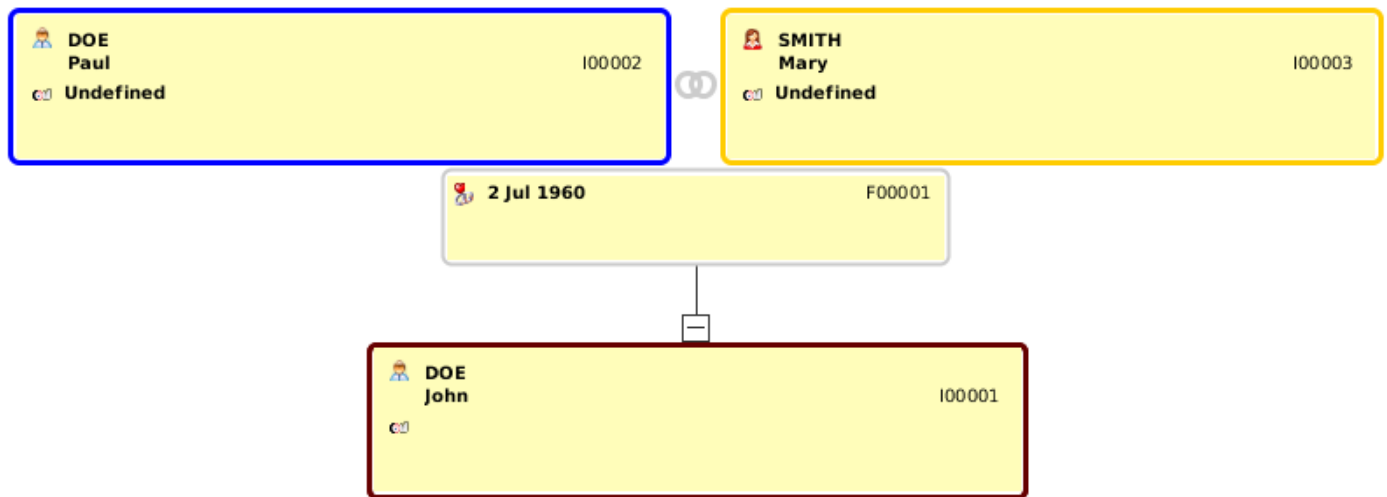 DOE
Paul I00002
Undefined
SMITH
Mary I00003
Undefined
2 Jul 1960 F00001
DOE
John I00001